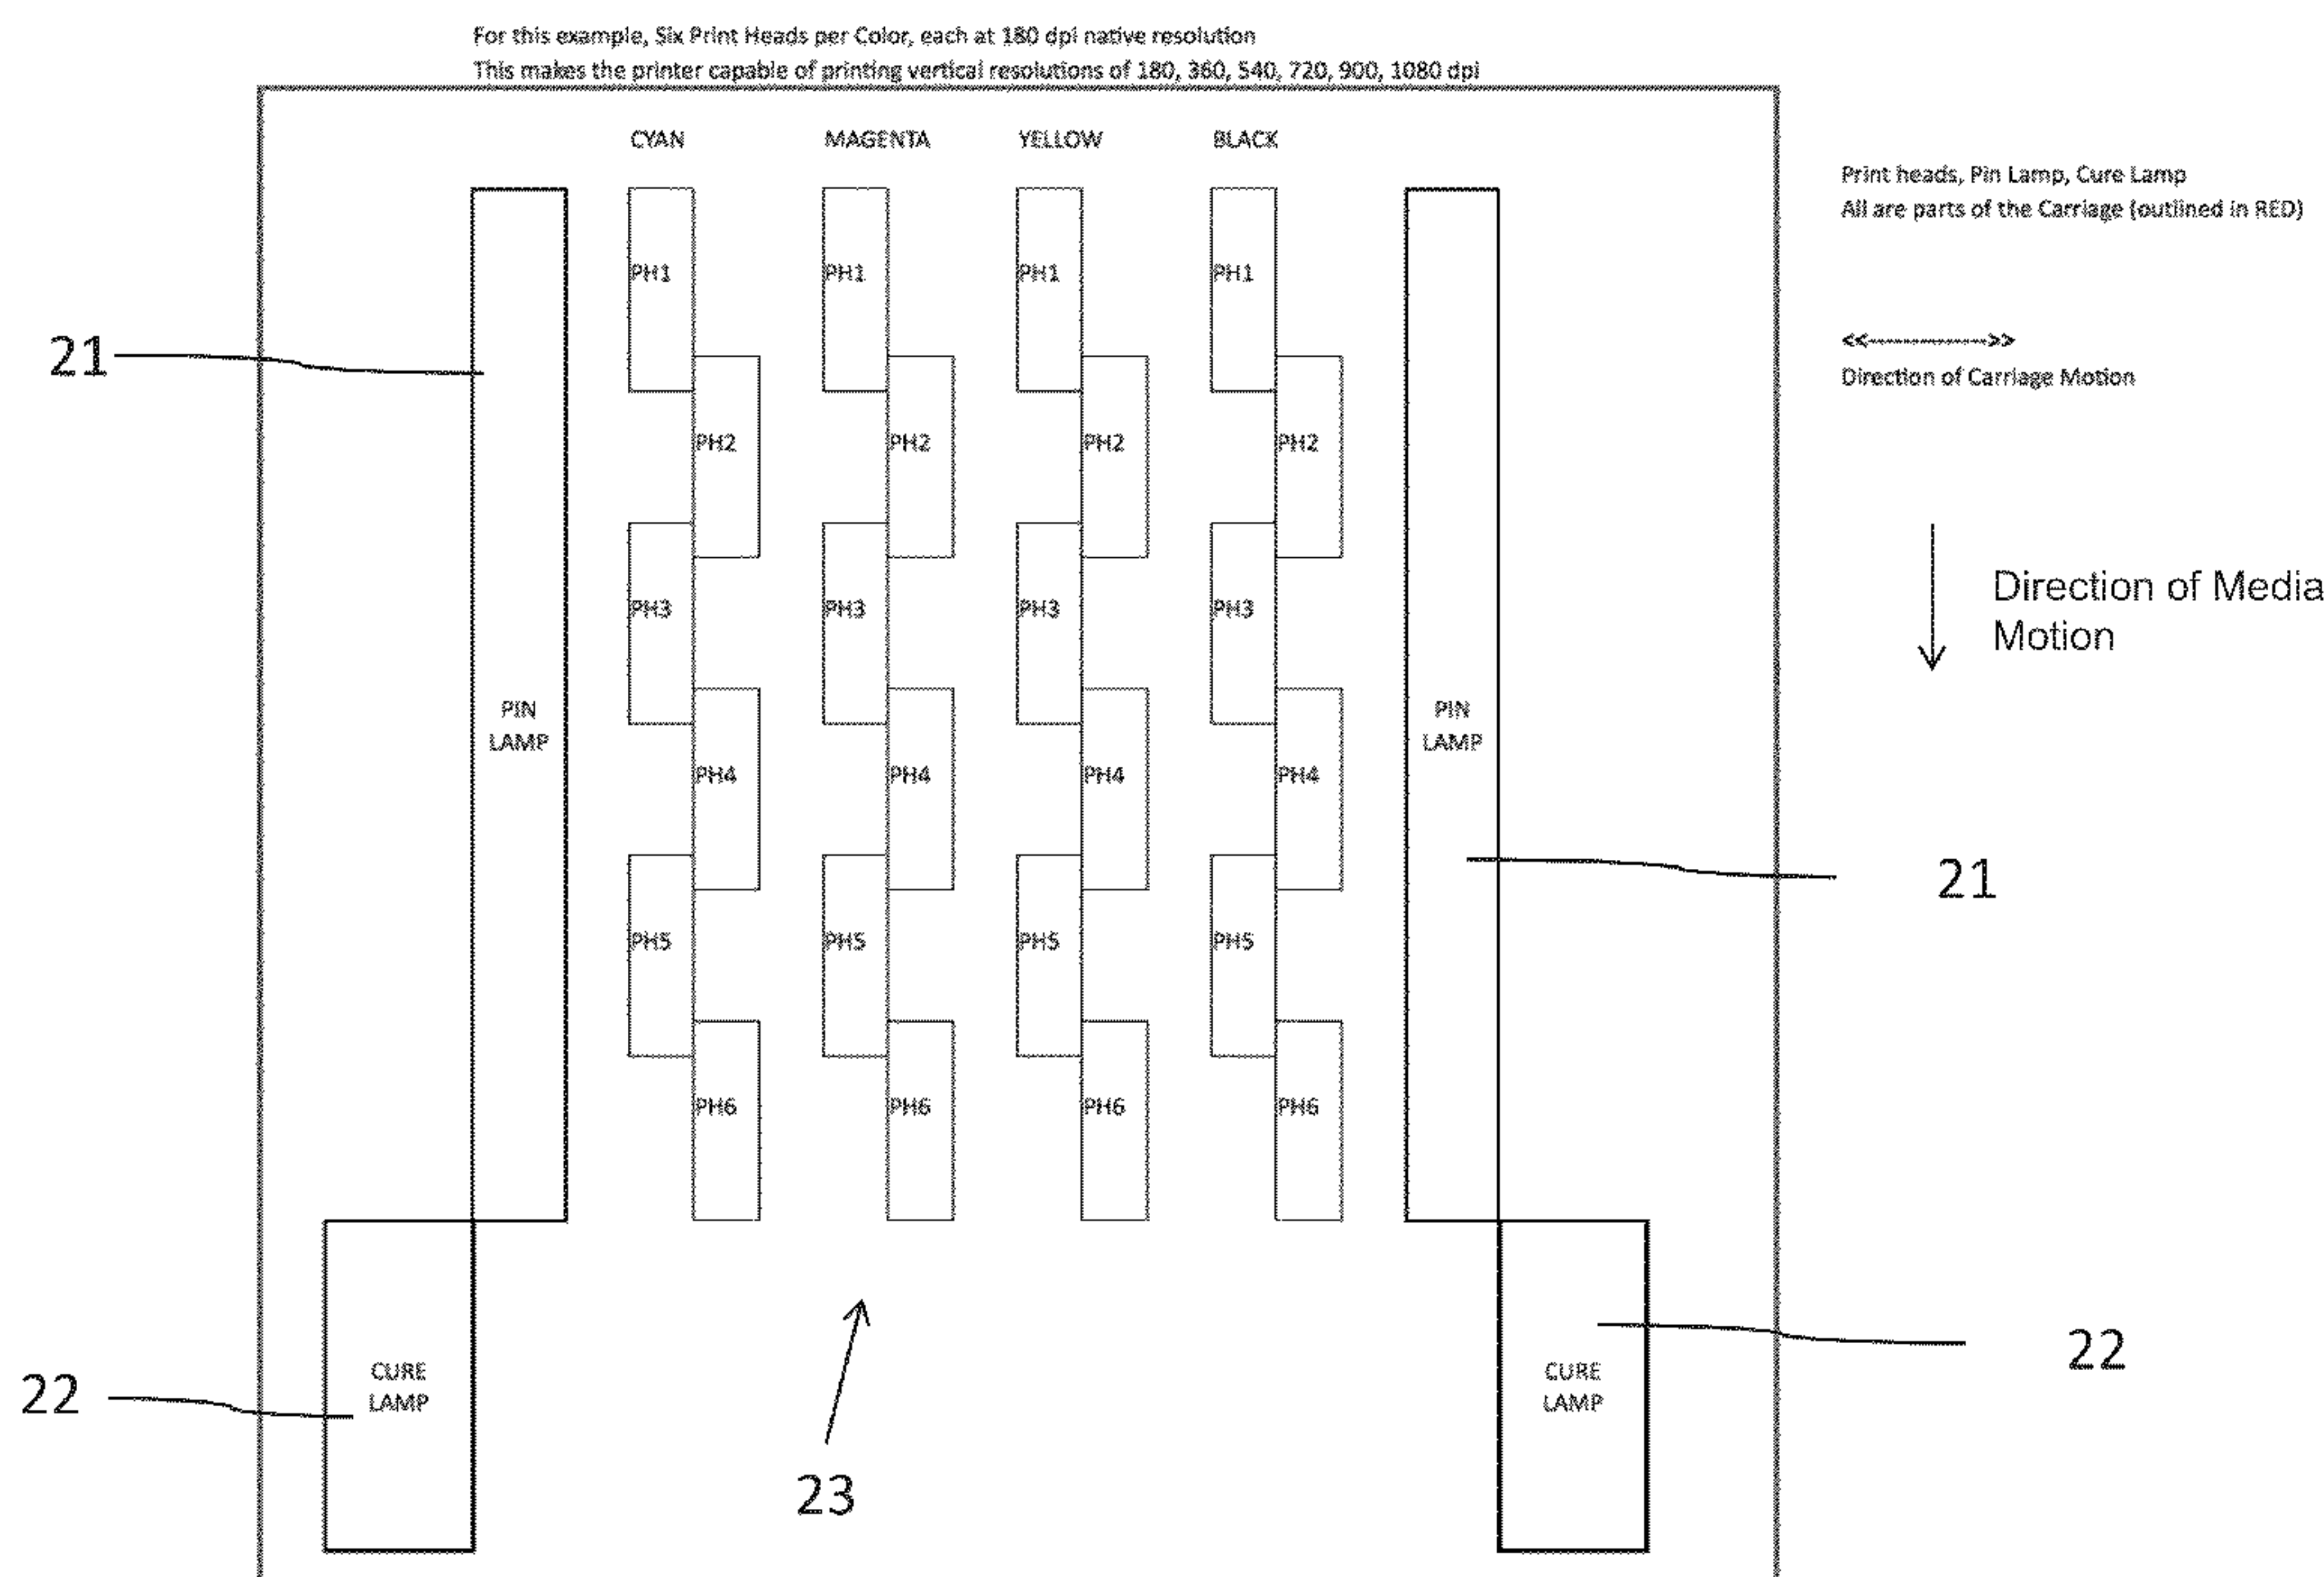 For this example, Six Print Heads per Color, each at 180 dpi native resolution
This makes the printer capable of printing vertical resolutions of 180, 360, 540, 720, 900, 1080 dpi
CYAN MAGENTA YELLOW BLACK
Print heads, Pin Lamp, Cure Lamp
All are parts of the Carriage (outlined in RED)
PH1 PH1 PH1 PH1
<<-------------->>
21
Direction of Carriage Motion
PH2 PH2 PH2 PH2
Direction of Media
Motion
PH3 PH3 PH3 PH3
PIN
LAMP
PIN
LAMP
PH4 PH4 PH4 PH4
21
PH5 PH5 PH5 PH5
PH6 PH6 PH6 PH6
22
CURE
LAMP
CURE
LAMP
22
23